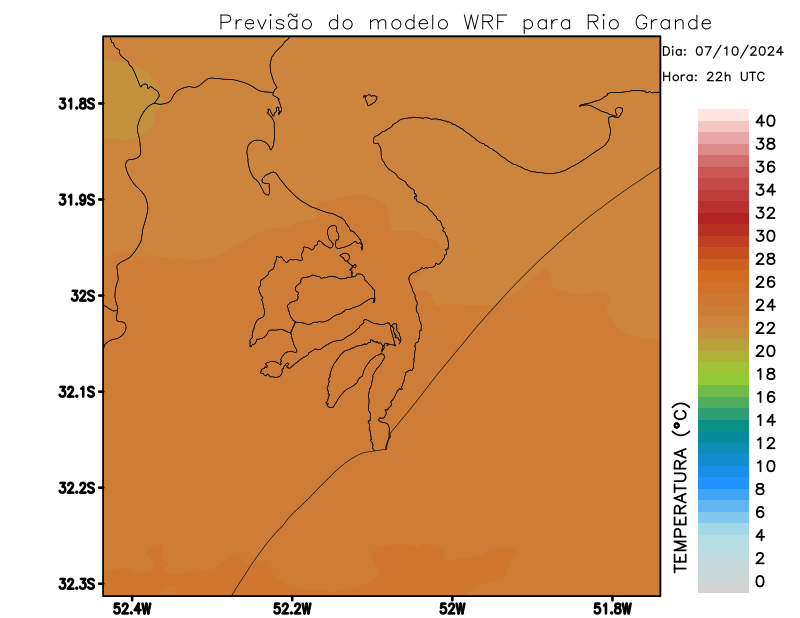 Previsão do modelo WRF para Rio Grande
Dia: 07/10/2024
Hora: 22h UTC
31.8S
31.9S
32S
32.1S
32.2S
32.3S
52.4W
52.2W
52W
51.8W
TEMPERATURA (°C)
40
38
36
34
32
30
28
26
24
22
20
18
16
14
12
10
8
6
4
2
0